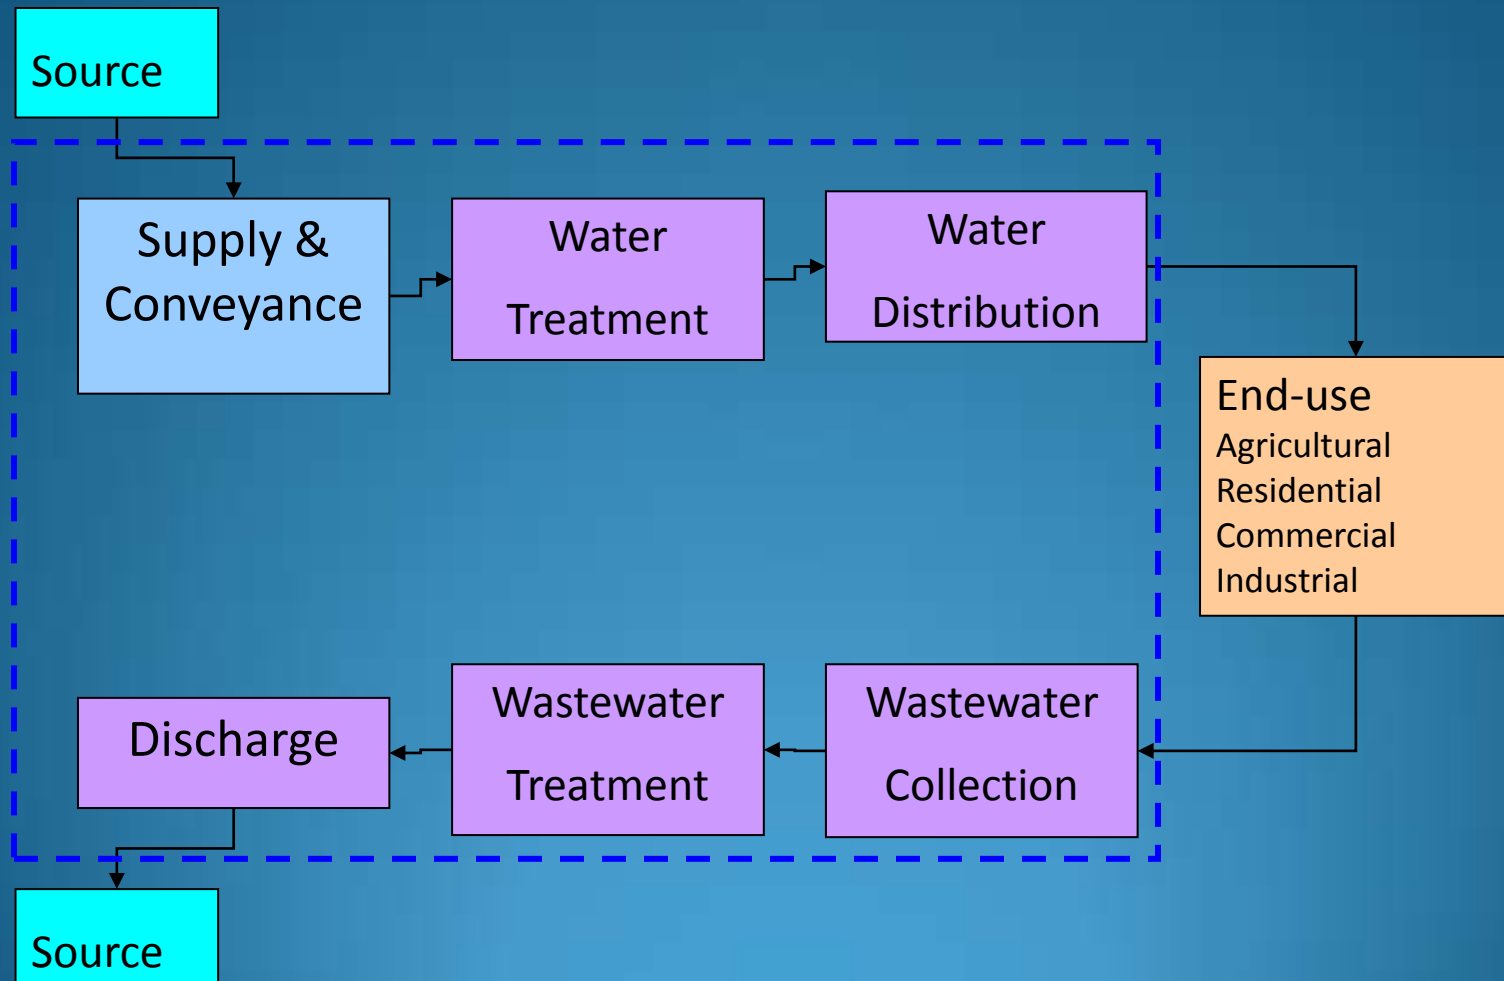 Source
Supply &
Conveyance
Water
Treatment
Water
Distribution
End-use
Agricultural
Residential
Commercial
Industrial
Wastewater
Collection
Wastewater
Treatment
Discharge
Source